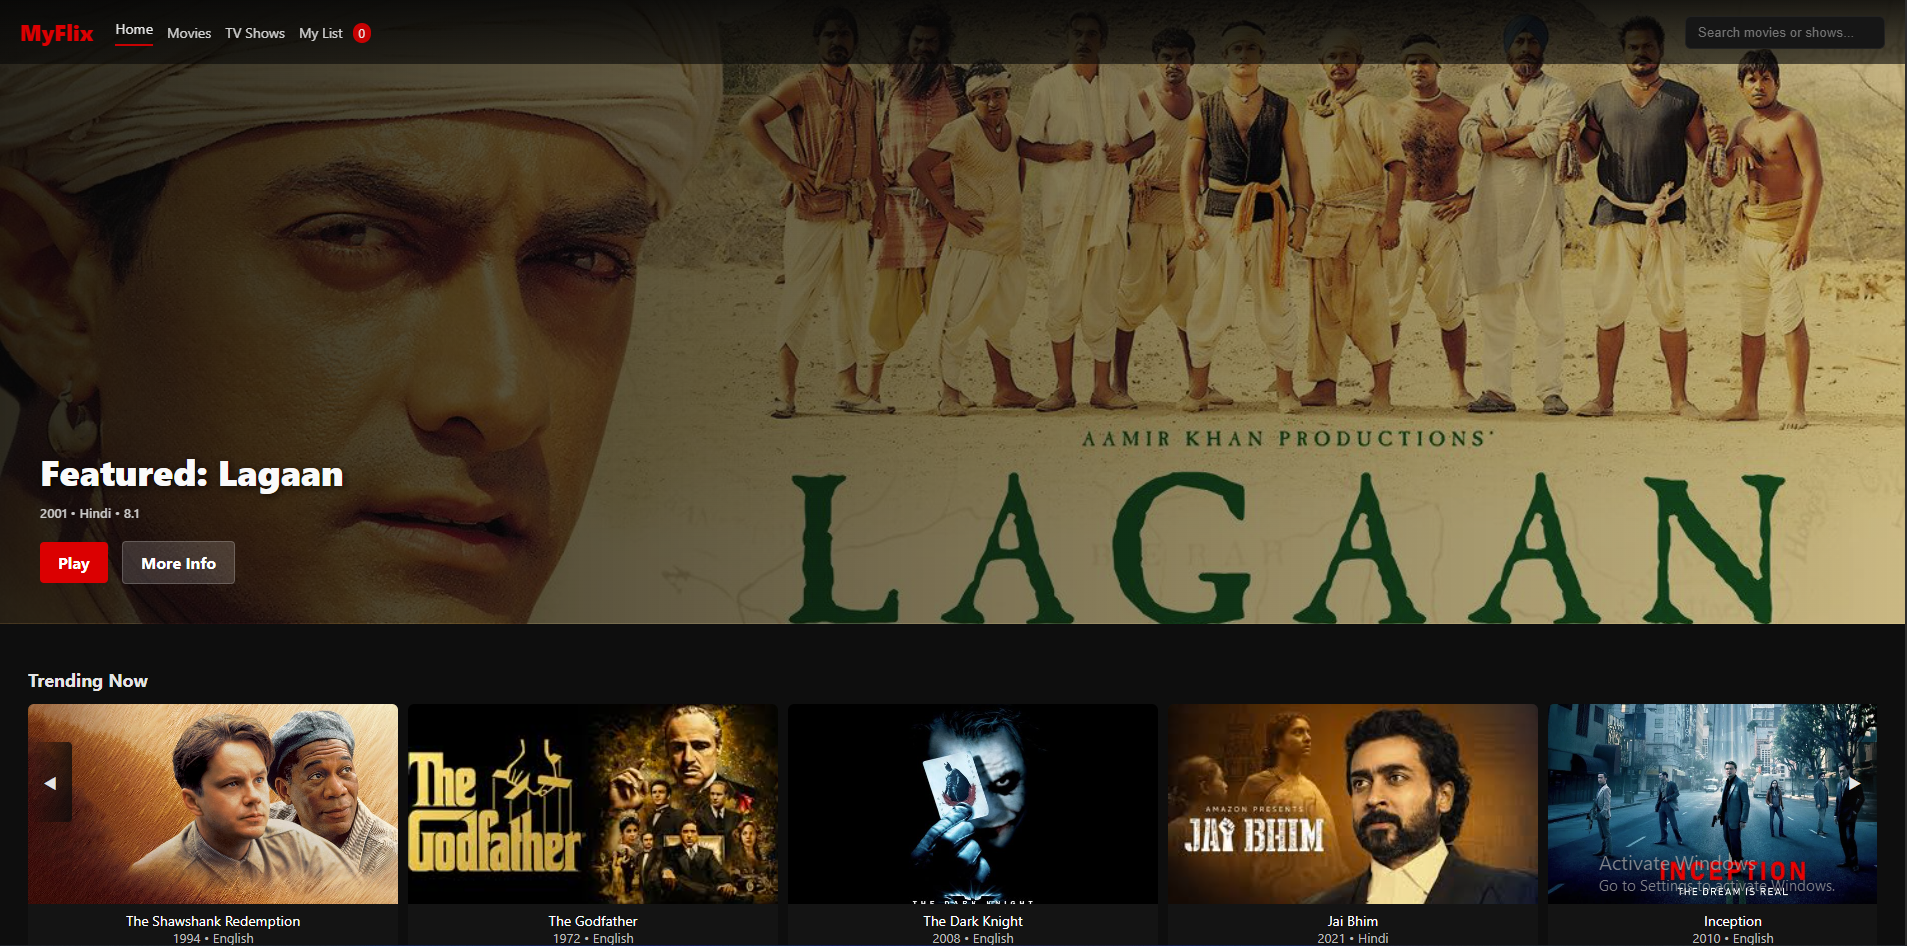 MyFlix
Home
Movies
TV Shows
My List
0
Search movies or shows...
AAMIR KHAN PRODUCTIONS'
LAGAAN
Featured: Lagaan
2001 • Hindi • 8.1
Play
More Info
Trending Now
The
Godfather
THE DARK KNIGHT
AMAZON PRESENTS
JAI BHIM
INCEPTION
THE DREAM IS REAL
Activate Windows
Go to Settings to activate Windows.
The Shawshank Redemption
1994 • English
The Godfather
1972 • English
The Dark Knight
2008 • English
Jai Bhim
2021 • Hindi
Inception
2010 • English